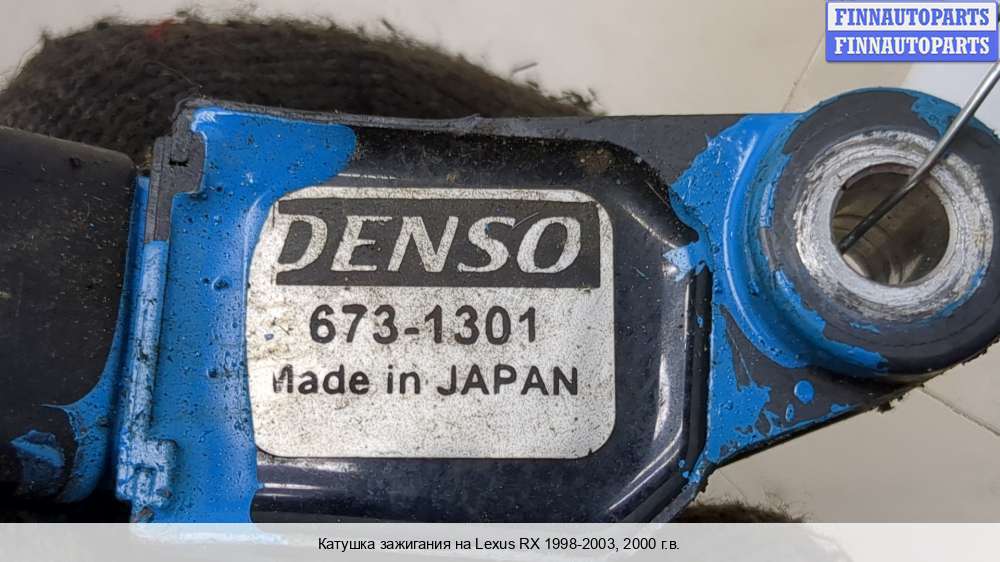 FINNAUTOPARTS
FINNAUTOPARTS
DENSO
673-1301
Made in JAPAN
Катушка зажигания на Lexus RX 1998-2003, 2000 г.в.